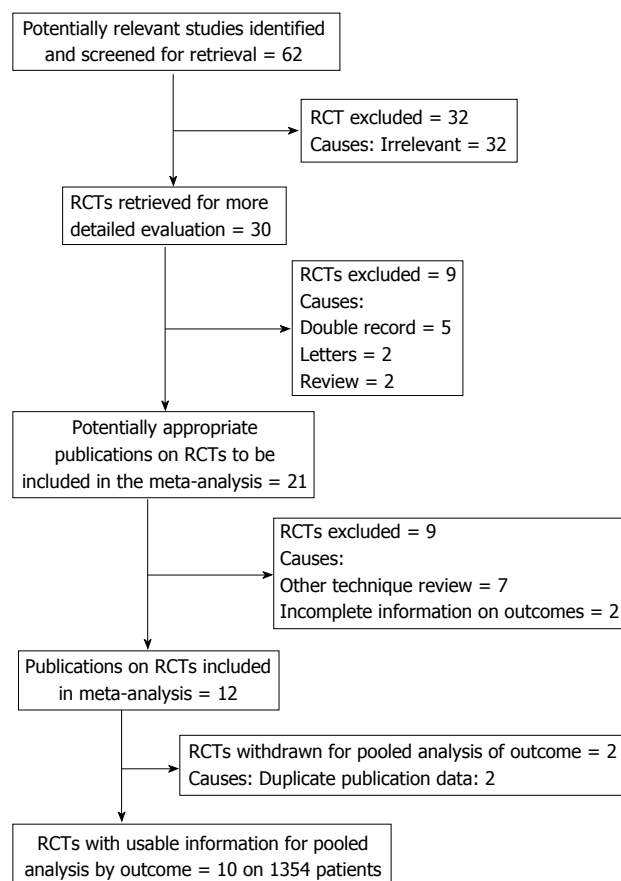 Potentially relevant studies identified
and screened for retrieval = 62
RCT excluded = 32
Causes: Irrelevant = 32
RCTs retrieved for more
detailed evaluation = 30
RCTs excluded = 9
Causes:
Double record = 5
Letters = 2
Review = 2
Potentially appropriate
publications on RCTs to be
included in the meta-analysis = 21
RCTs excluded = 9
Causes:
Other technique review = 7
Incomplete information on outcomes = 2
Publications on RCTs included
in meta-analysis = 12
RCTs withdrawn for pooled analysis of outcome = 2
Causes: Duplicate publication data: 2
RCTs with usable information for pooled
analysis by outcome = 10 on 1354 patients